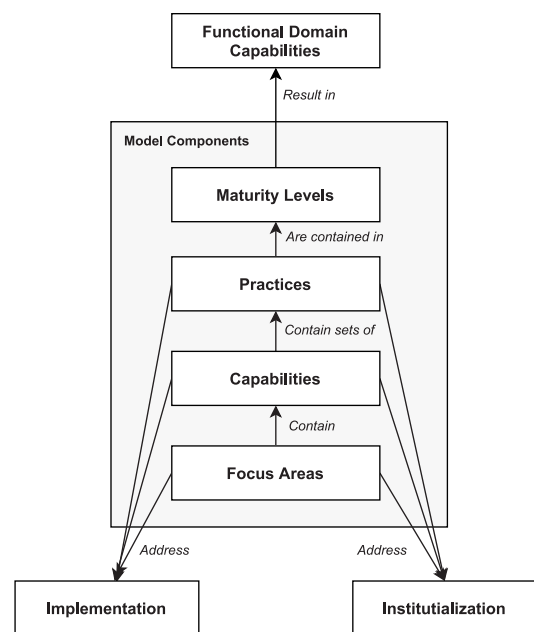 Functional Domain
Capabilities
Result in
Model Components
Maturity Levels
Are contained in
Practices
Contain sets of
Capabilities
Contain
Focus Areas
Address
Address
Implementation
Institutialization